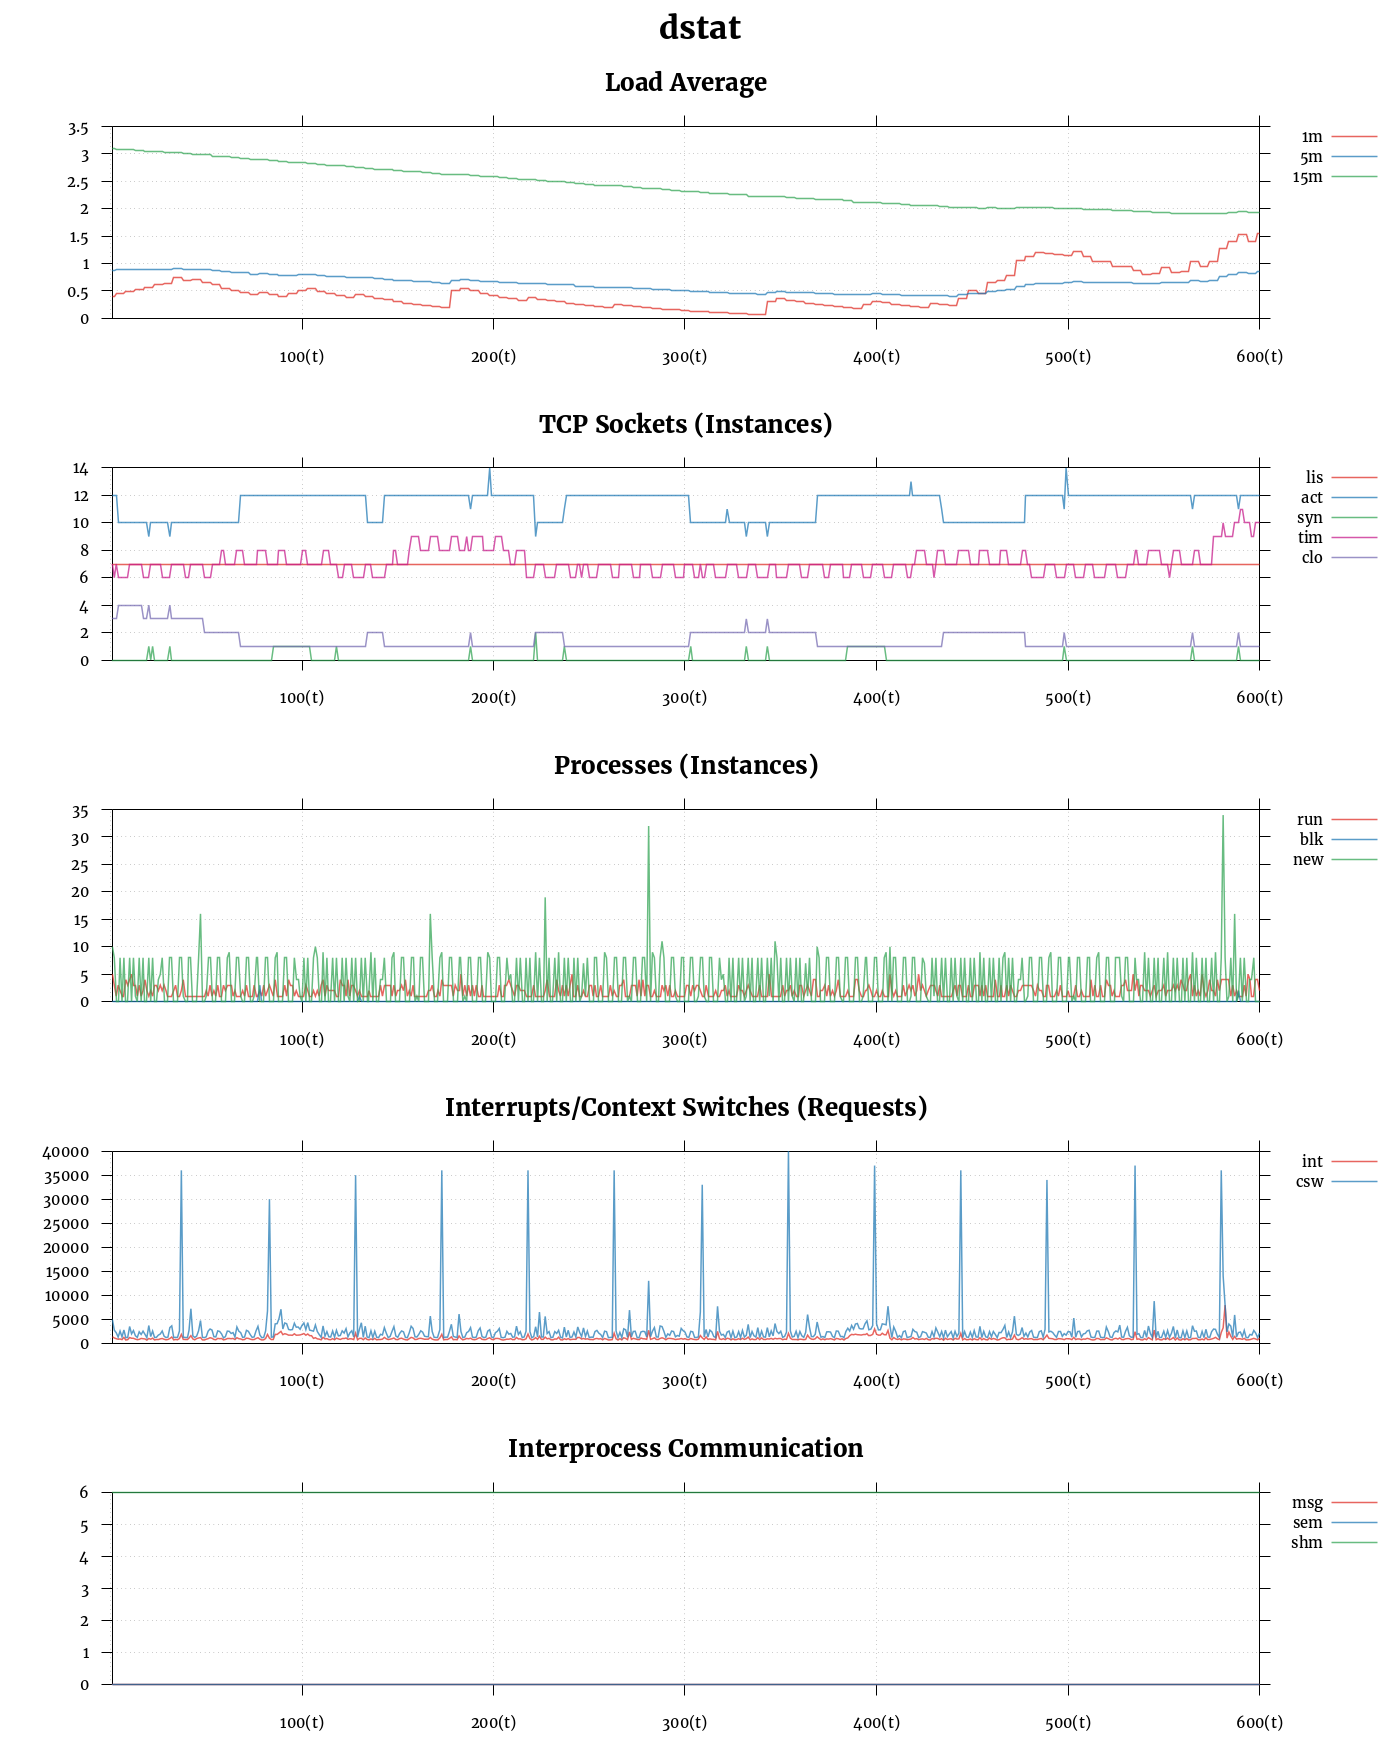 dstat
Load Average
3.5
3
2.5
2
1.5
1
0.5
0
100(t) 200(t) 300(t) 400(t) 500(t) 600(t)
1m
5m
15m
TCP Sockets (Instances)
14
12
10
8
6
4
2
0
100(t) 200(t) 300(t) 400(t) 500(t) 600(t)
lis
act
syn
tim
clo
Processes (Instances)
35
30
25
20
15
10
5
0
100(t) 200(t) 300(t) 400(t) 500(t) 600(t)
run
blk
new
Interrupts/Context Switches (Requests)
40000
35000
30000
25000
20000
15000
10000
5000
0
100(t) 200(t) 300(t) 400(t) 500(t) 600(t)
int
csw
Interprocess Communication
6
5
4
3
2
1
0
100(t) 200(t) 300(t) 400(t) 500(t) 600(t)
msg
sem
shm